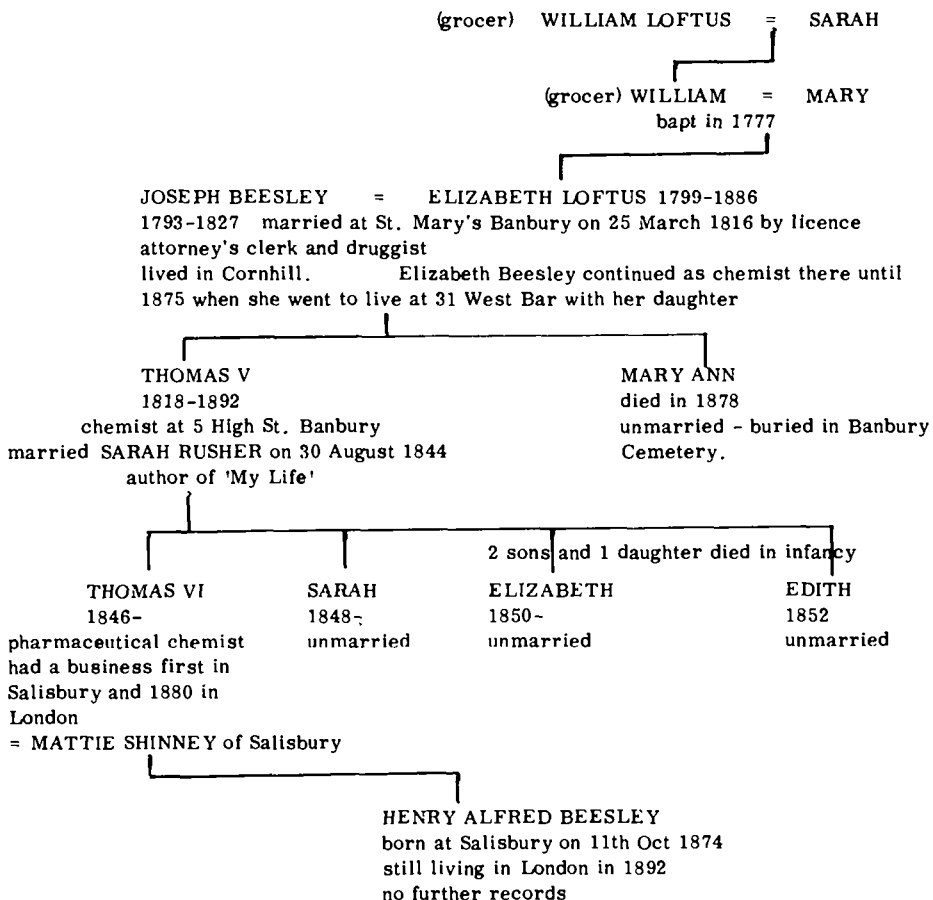 (grocer) WILLIAM LOFTUS = SARAH
(grocer) WILLIAM = MARY
bapt in 1777
JOSEPH BEESLEY = ELIZABETH LOFTUS 1799-1886
1793-1827 married at St. Mary's Banbury on 25 March 1816 by licence
attorney's clerk and druggist
lived in Cornhill. Elizabeth Beesley continued as chemist there until
1875 when she went to live at 31 West Bar with her daughter
THOMAS V
1818-1892
chemist at 5 High St. Banbury
married SARAH RUSHER on 30 August 1844
author of 'My Life'
MARY ANN
died in 1878
unmarried - buried in Banbury
Cemetery.
2 sons and 1 daughter died in infancy
THOMAS VI
1846-
pharmaceutical chemist
had a business first in
Salisbury and 1880 in
London
= MATTIE SHINNEY of Salisbury
SARAH
1848-
unmarried
ELIZABETH
1850-
unmarried
EDITH
1852
unmarried
HENRY ALFRED BEESLEY
born at Salisbury on 11th Oct 1874
still living in London in 1892
no further records